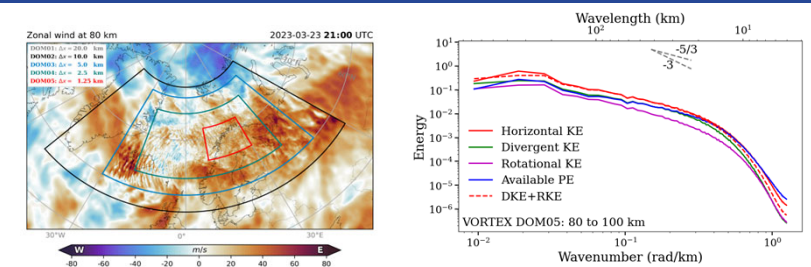 Zonal wind at 80 km
2023-03-23 21:00 UTC
DOM01: Δx = 20.0 km
DOM02: Δx = 10.0 km
DOM03: Δx = 5.0 km
DOM04: Δx = 2.5 km
DOM05: Δx = 1.25 km
30°W
0°
30°E
W
m/s
E
-80 -60 -40 -20 0 20 40 60 80
Wavelength (km)
10² 10¹
10¹
10⁰
10⁻¹
10⁻²
10⁻³
10⁻⁴
10⁻⁵
10⁻⁶
Energy
-5/3
-3
Horizontal KE
Divergent KE
Rotational KE
Available PE
DKE+RKE
VORTEX DOM05: 80 to 100 km
10⁻² 10⁻¹ 10⁰
Wavenumber (rad/km)